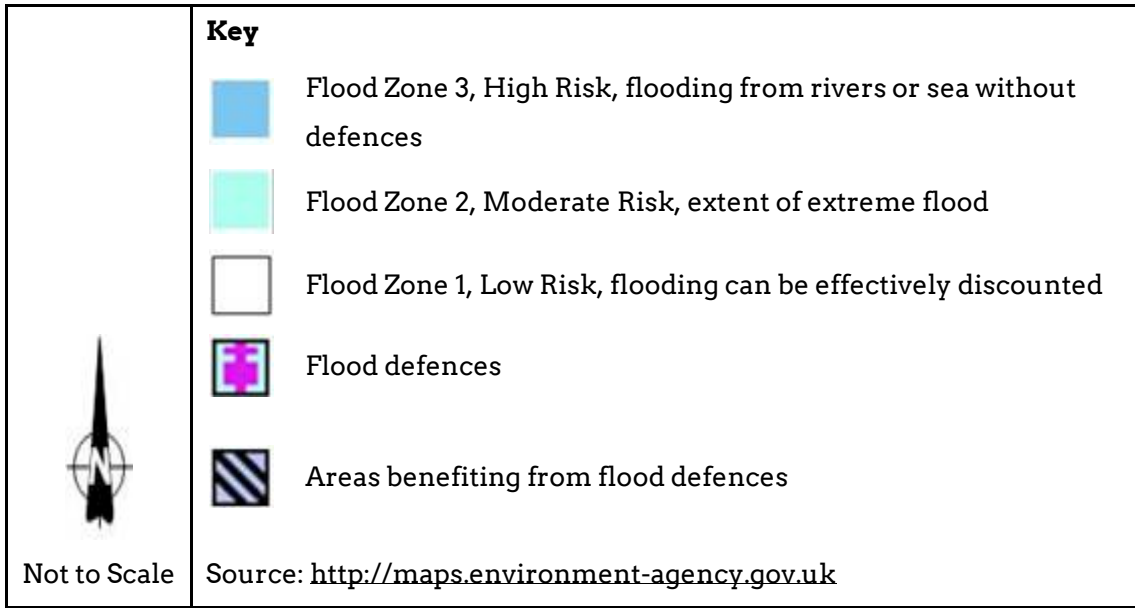 Key
Flood Zone 3, High Risk, flooding from rivers or sea without
defences
Flood Zone 2, Moderate Risk, extent of extreme flood
Flood Zone 1, Low Risk, flooding can be effectively discounted
Flood defences
Areas benefiting from flood defences
N
Not to Scale
Source: http://maps.environment-agency.gov.uk